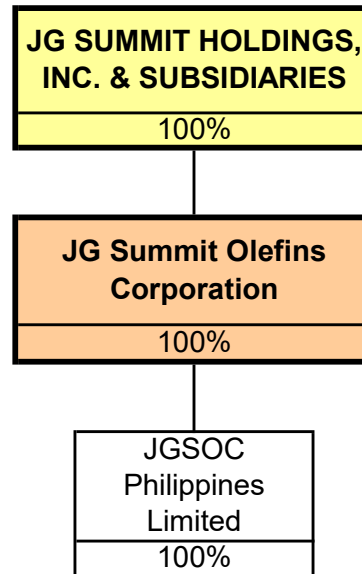 JG SUMMIT HOLDINGS,
INC. & SUBSIDIARIES
100%
JG Summit Olefins
Corporation
100%
JGSOC
Philippines
Limited
100%